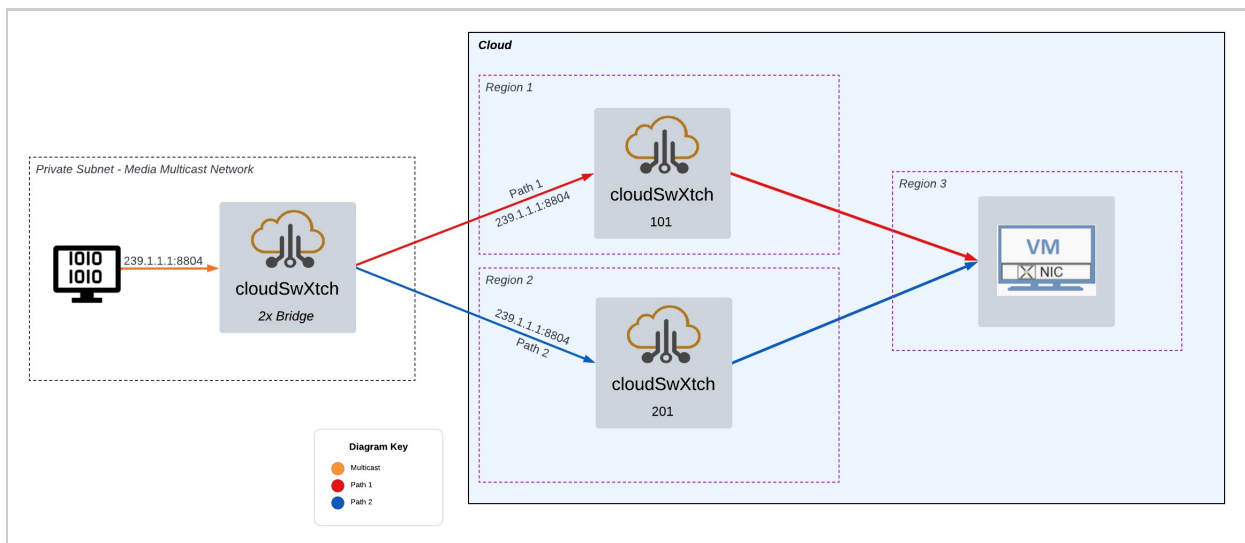 Cloud
Region 1
cloudSwXtch
101
Path 1
239.1.1.1:8804
Private Subnet - Media Multicast Network
1010
1010
239.1.1.1:8804
cloudSwXtch
2x Bridge
Region 2
239.1.1.1:8804
Path 2
cloudSwXtch
201
Region 3
VM
X NIC
Diagram Key
Multicast
Path 1
Path 2